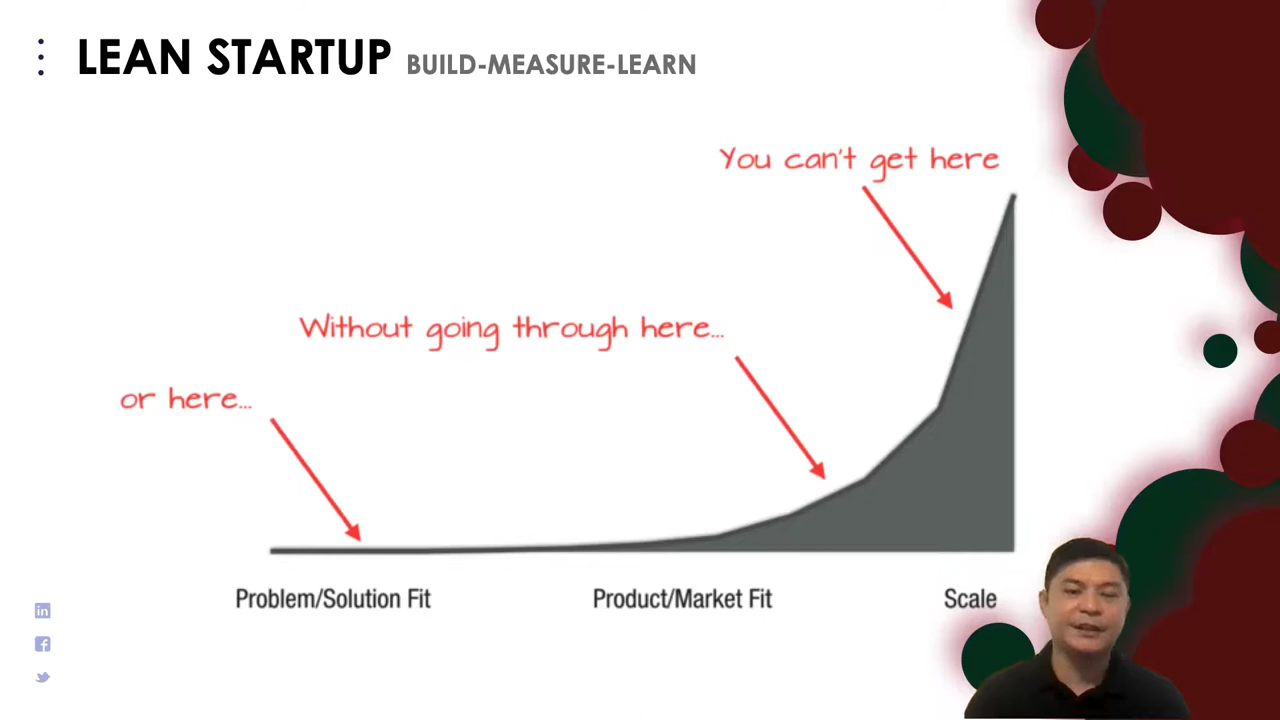 LEAN STARTUP BUILD-MEASURE-LEARN
You can't get here
Without going through here...
or here...
Problem/Solution Fit
Product/Market Fit
Scale
in